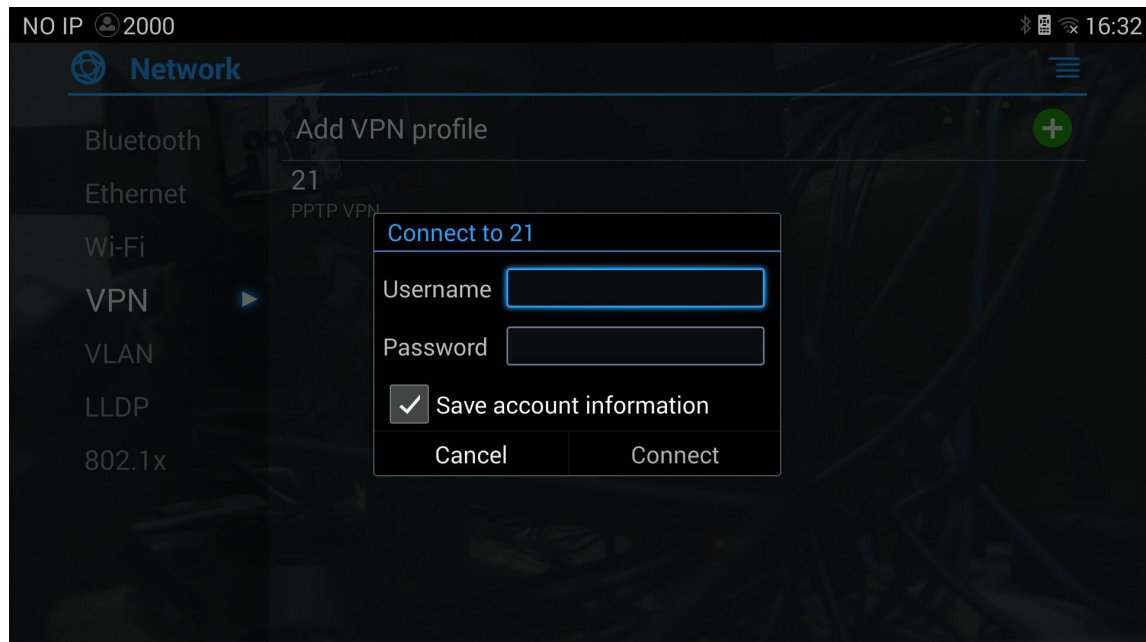 NO IP 2000 16:32
Network
Add VPN profile
Bluetooth
21
Ethernet
PPTP VPN
Wi-Fi
VPN
VLAN
LLDP
802.1x
Connect to 21
Username
Password
Save account information
Cancel Connect